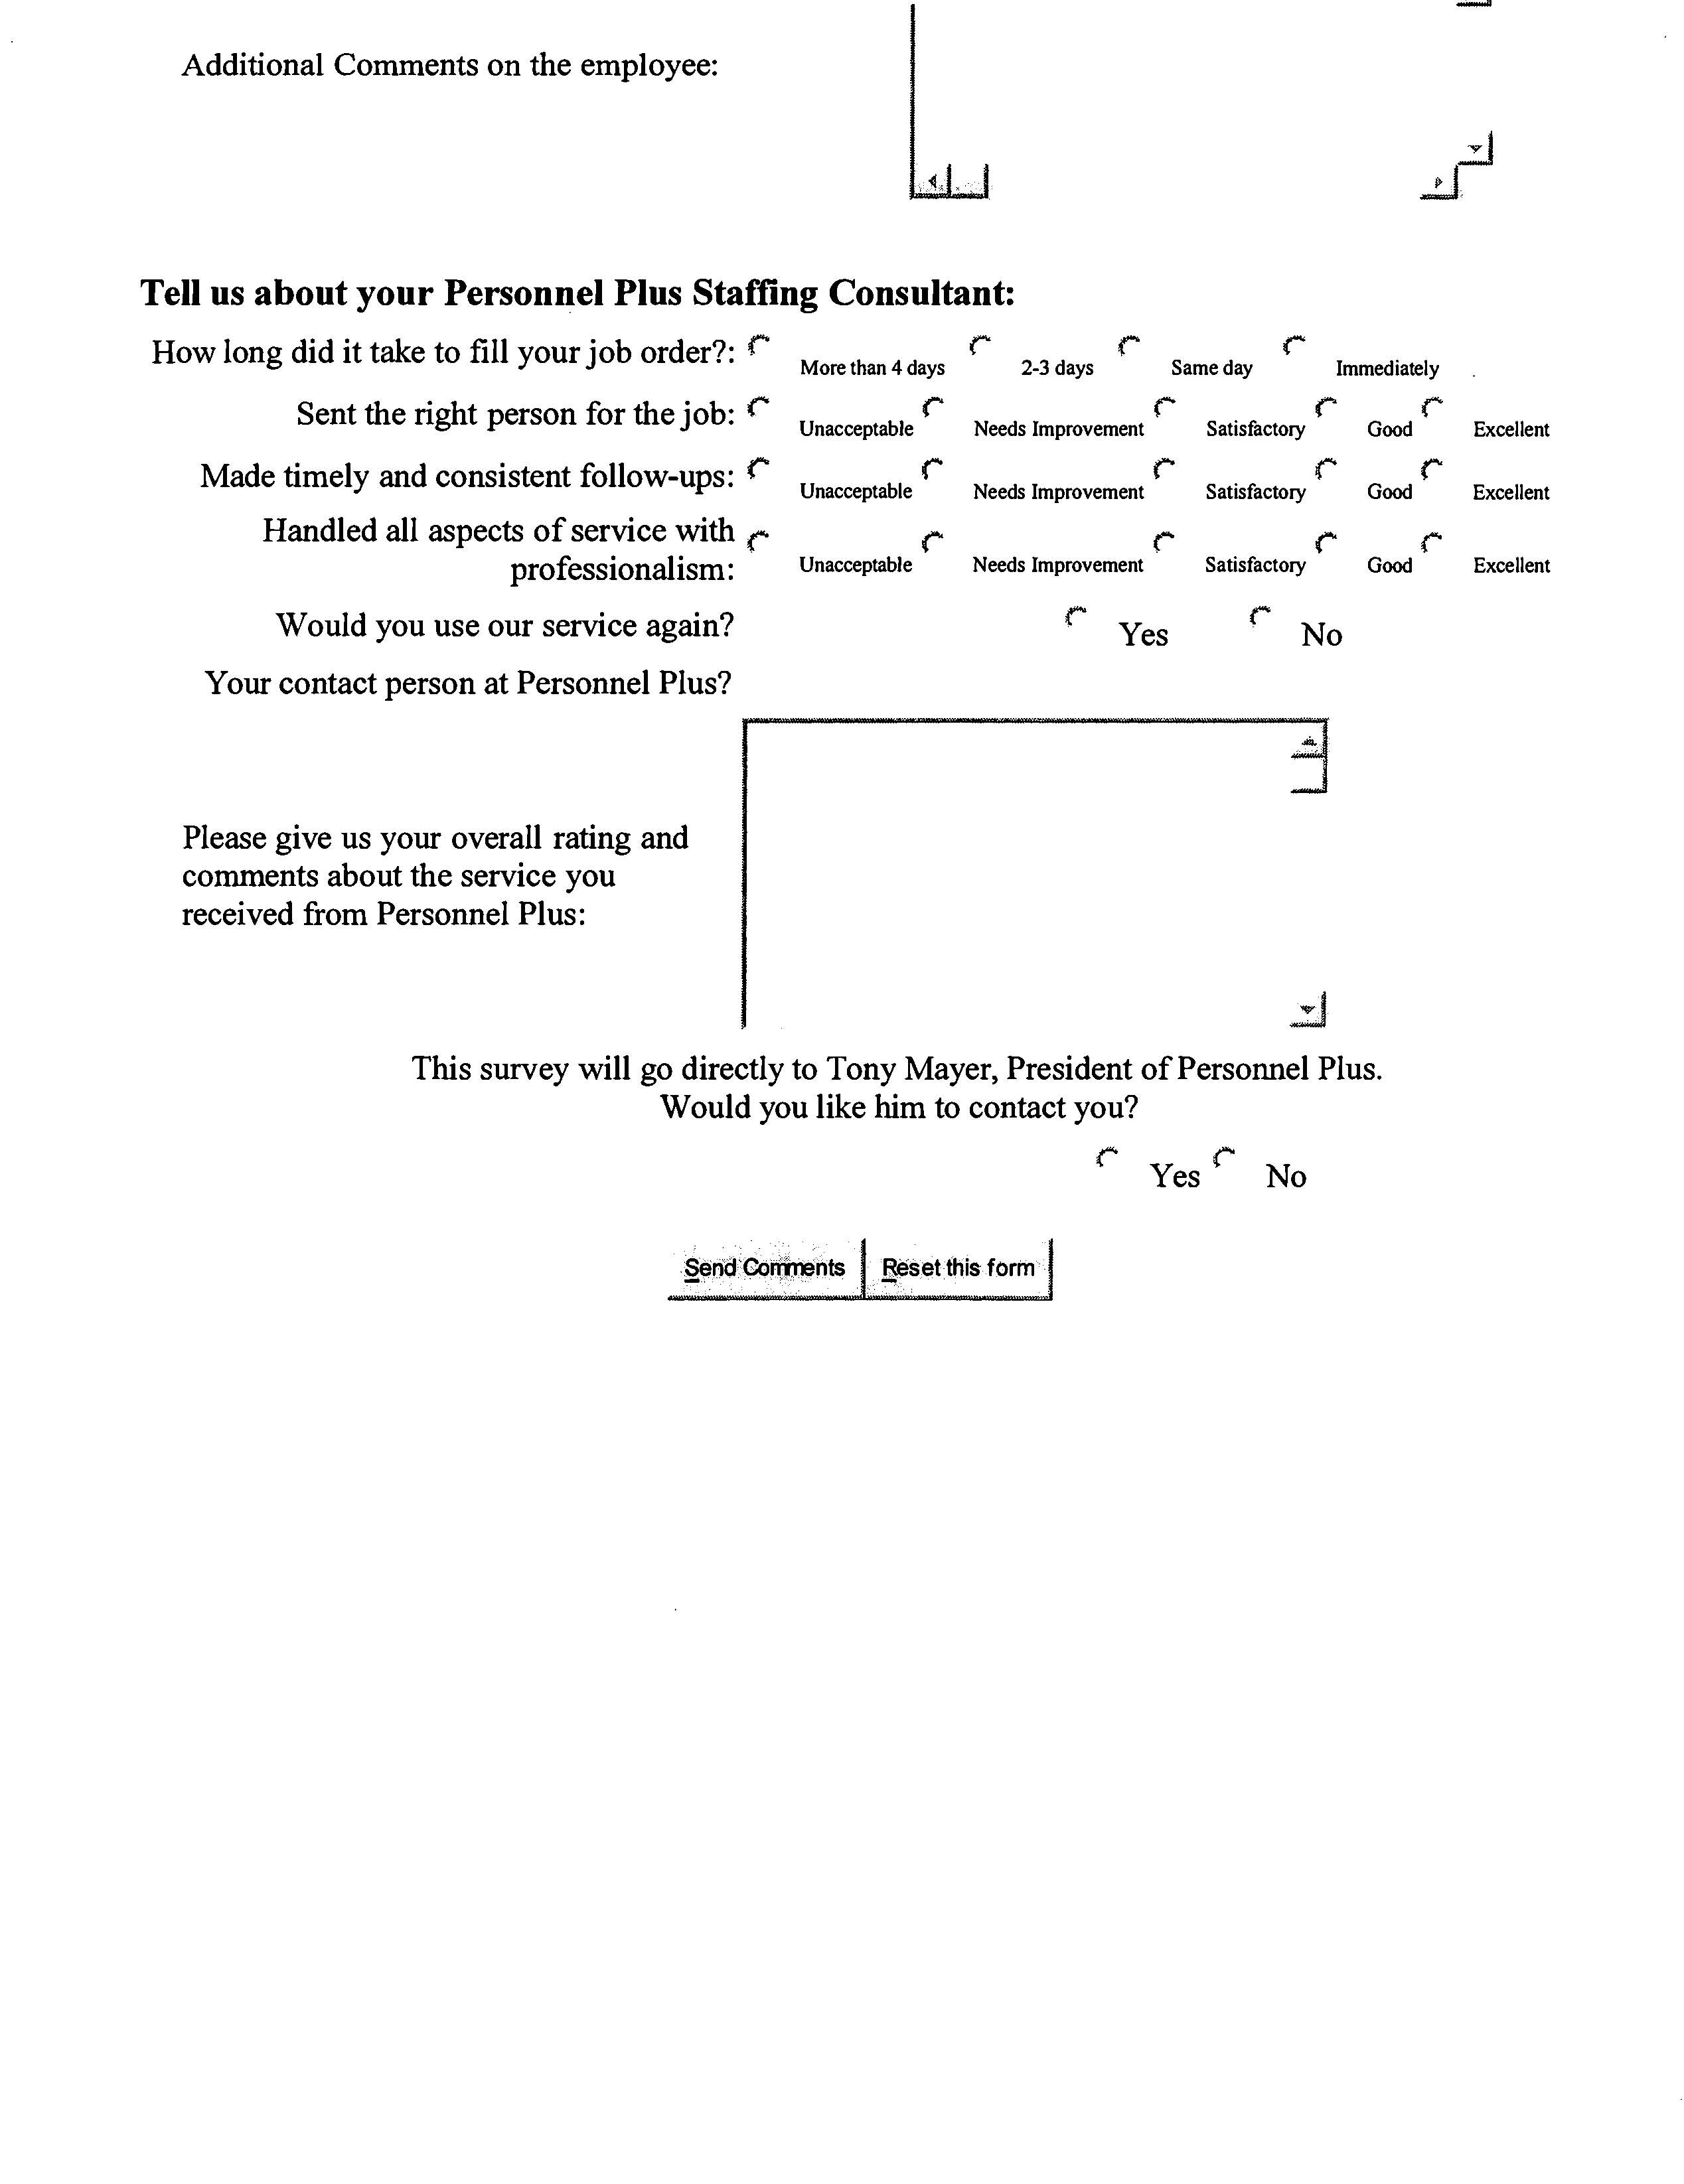 Additional Comments on the employee:
Tell us about your Personnel Plus Staffing Consultant:
How long did it take to fill your job order?: More than 4 days 2-3 days Same day Immediately
Sent the right person for the job: Unacceptable Needs Improvement Satisfactory Good Excellent
Made timely and consistent follow-ups: Unacceptable Needs Improvement Satisfactory Good Excellent
Handled all aspects of service with
professionalism: Unacceptable Needs Improvement Satisfactory Good Excellent
Would you use our service again? Yes No
Your contact person at Personnel Plus?
Please give us your overall rating and
comments about the service you
received from Personnel Plus:
This survey will go directly to Tony Mayer, President of Personnel Plus.
Would you like him to contact you?
Yes No
Send Comments Reset this form